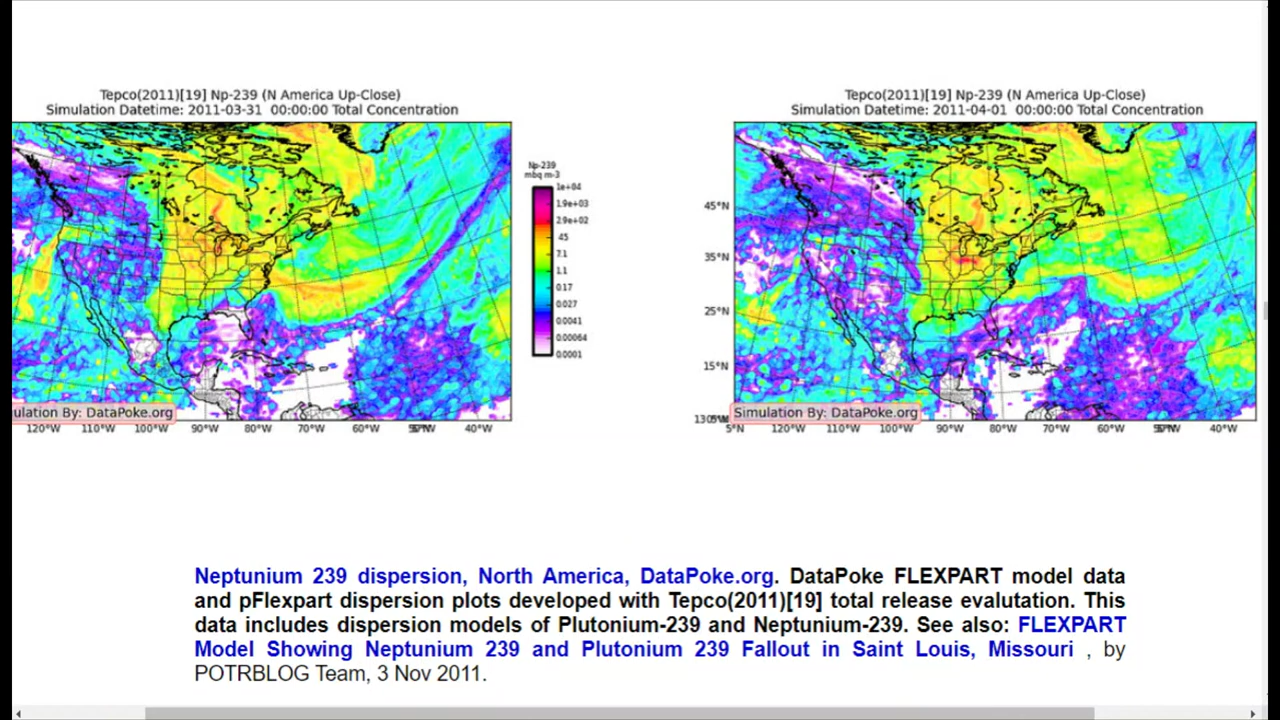 Tepco(2011)[19] Np-239 (N America Up-Close)
Simulation Datetime: 2011-03-31 00:00:00 Total Concentration
Np-239
mbq m-3
1e+04
1.9e+03
2.9e+02
45
7.1
1.1
0.17
0.027
0.0041
0.00064
0.0001
ulation By: DataPoke.org
120°W 110°W 100°W 90°W 80°W 70°W 60°W 40°W
Tepco(2011)[19] Np-239 (N America Up-Close)
Simulation Datetime: 2011-04-01 00:00:00 Total Concentration
45°N
35°N
25°N
15°N
5°N
Simulation By: DataPoke.org
120°W 110°W 100°W 90°W 80°W 70°W 60°W 40°W
Neptunium 239 dispersion, North America, DataPoke.org. DataPoke FLEXPART model data
and pFlexpart dispersion plots developed with Tepco(2011)[19] total release evalutation. This
data includes dispersion models of Plutonium-239 and Neptunium-239. See also: FLEXPART
Model Showing Neptunium 239 and Plutonium 239 Fallout in Saint Louis, Missouri , by
POTRBLOG Team, 3 Nov 2011.